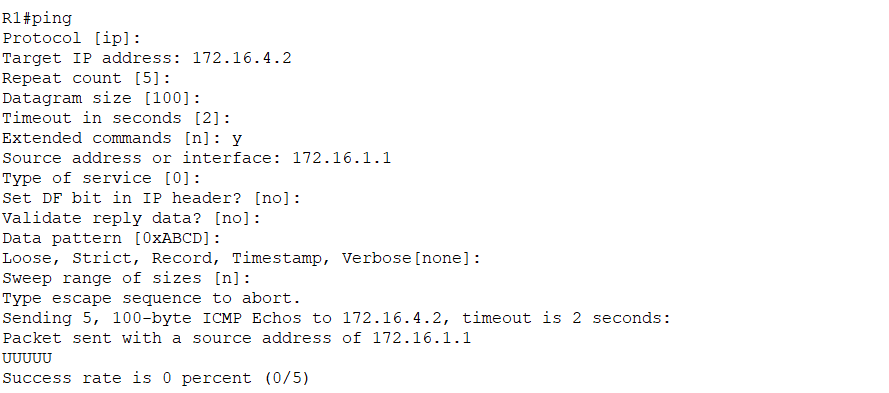 R1#ping
Protocol [ip]:
Target IP address: 172.16.4.2
Repeat count [5]:
Datagram size [100]:
Timeout in seconds [2]:
Extended commands [n]: y
Source address or interface: 172.16.1.1
Type of service [0]:
Set DF bit in IP header? [no]:
Validate reply data? [no]:
Data pattern [0xABCD]:
Loose, Strict, Record, Timestamp, Verbose[none]:
Sweep range of sizes [n]:
Type escape sequence to abort.
Sending 5, 100-byte ICMP Echos to 172.16.4.2, timeout is 2 seconds:
Packet sent with a source address of 172.16.1.1
UUUUU
Success rate is 0 percent (0/5)